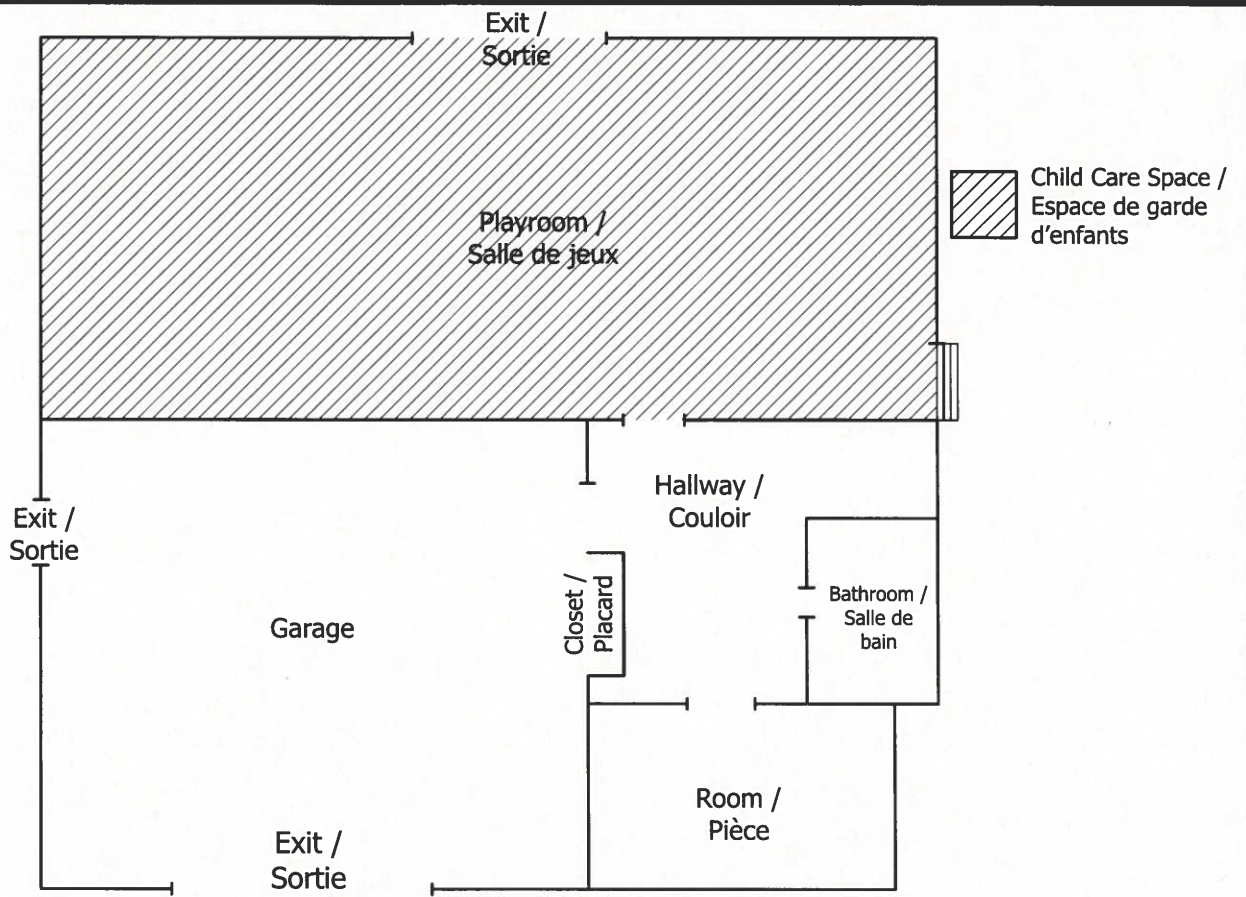 Exit /
Sortie
Playroom /
Salle de jeux
Child Care Space /
Espace de garde
d'enfants
Exit /
Sortie
Hallway /
Couloir
Closet /
Placard
Bathroom /
Salle de
bain
Garage
Room /
Pièce
Exit /
Sortie